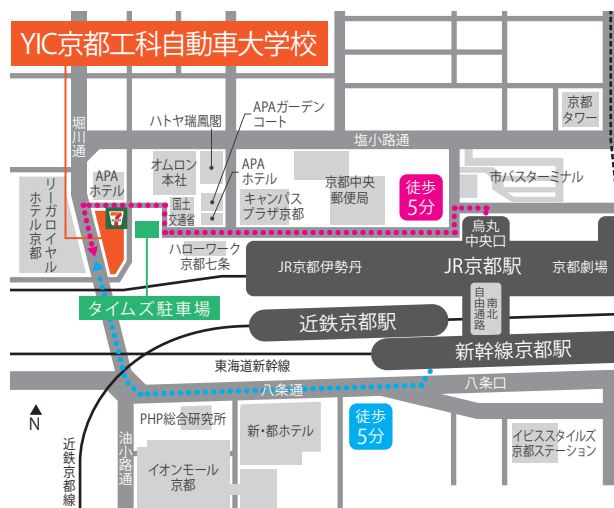 YIC京都工科自動車大学校
京都
タワー
堀川通
ハトヤ瑞鳳閣
APAガーデン
コート
塩小路通
リーガロイヤル
ホテル京都
APA
ホテル
オムロン
本社
APA
ホテル
京都中央
郵便局
市バスターミナル
国土
交通省
キャンパス
プラザ京都
徒歩
5分
7
ハローワーク
京都七条
烏丸
中央口
JR京都伊勢丹
JR京都駅
京都劇場
タイムズ駐車場
南北
自由通路
近鉄京都駅
新幹線京都駅
東海道新幹線
八条通
八条口
N
PHP総合研究所
新・都ホテル
徒歩
5分
油小路通
近鉄京都線
イオンモール
京都
イビススタイルズ
京都ステーション